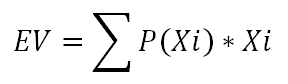 EV = ∑ P(Xi) * Xi